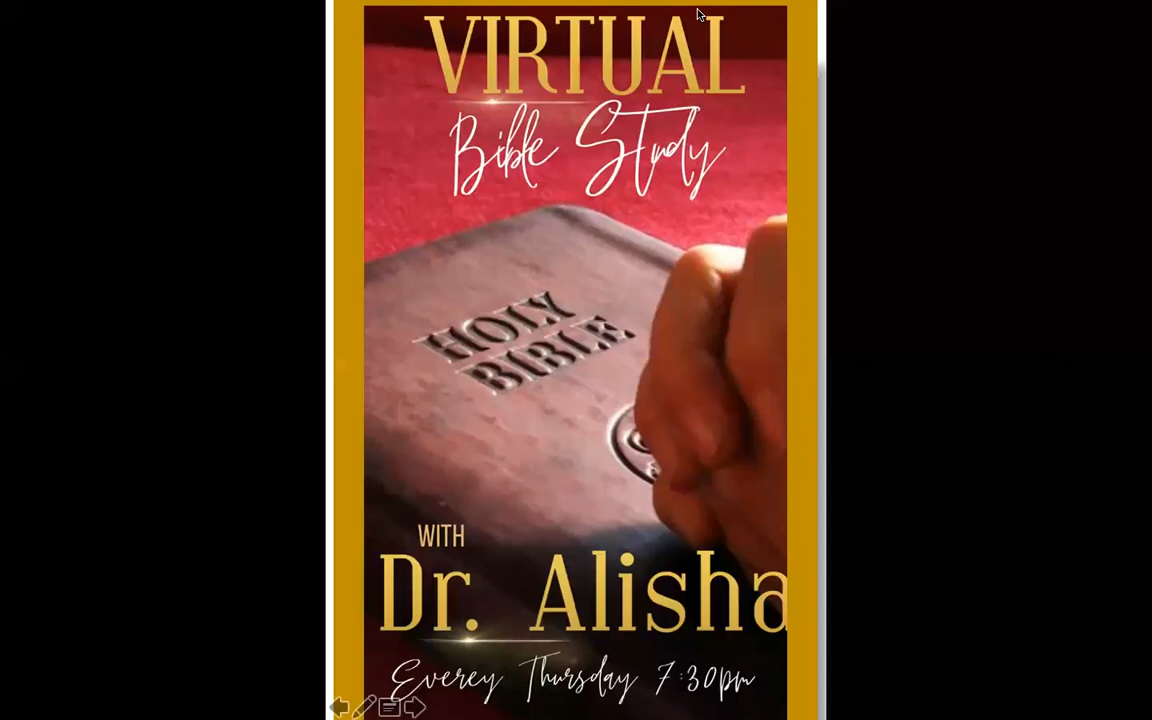 VIRTUAL
Bible Study
HOLY
BIBLE
WITH
Dr. Alisha
Everey Thursday 7:30pm